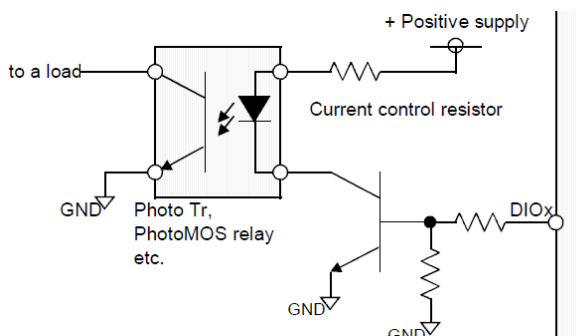 + Positive supply
to a load
Current control resistor
DIOx
GND
Photo Tr,
PhotoMOS relay
etc.
GND
GND